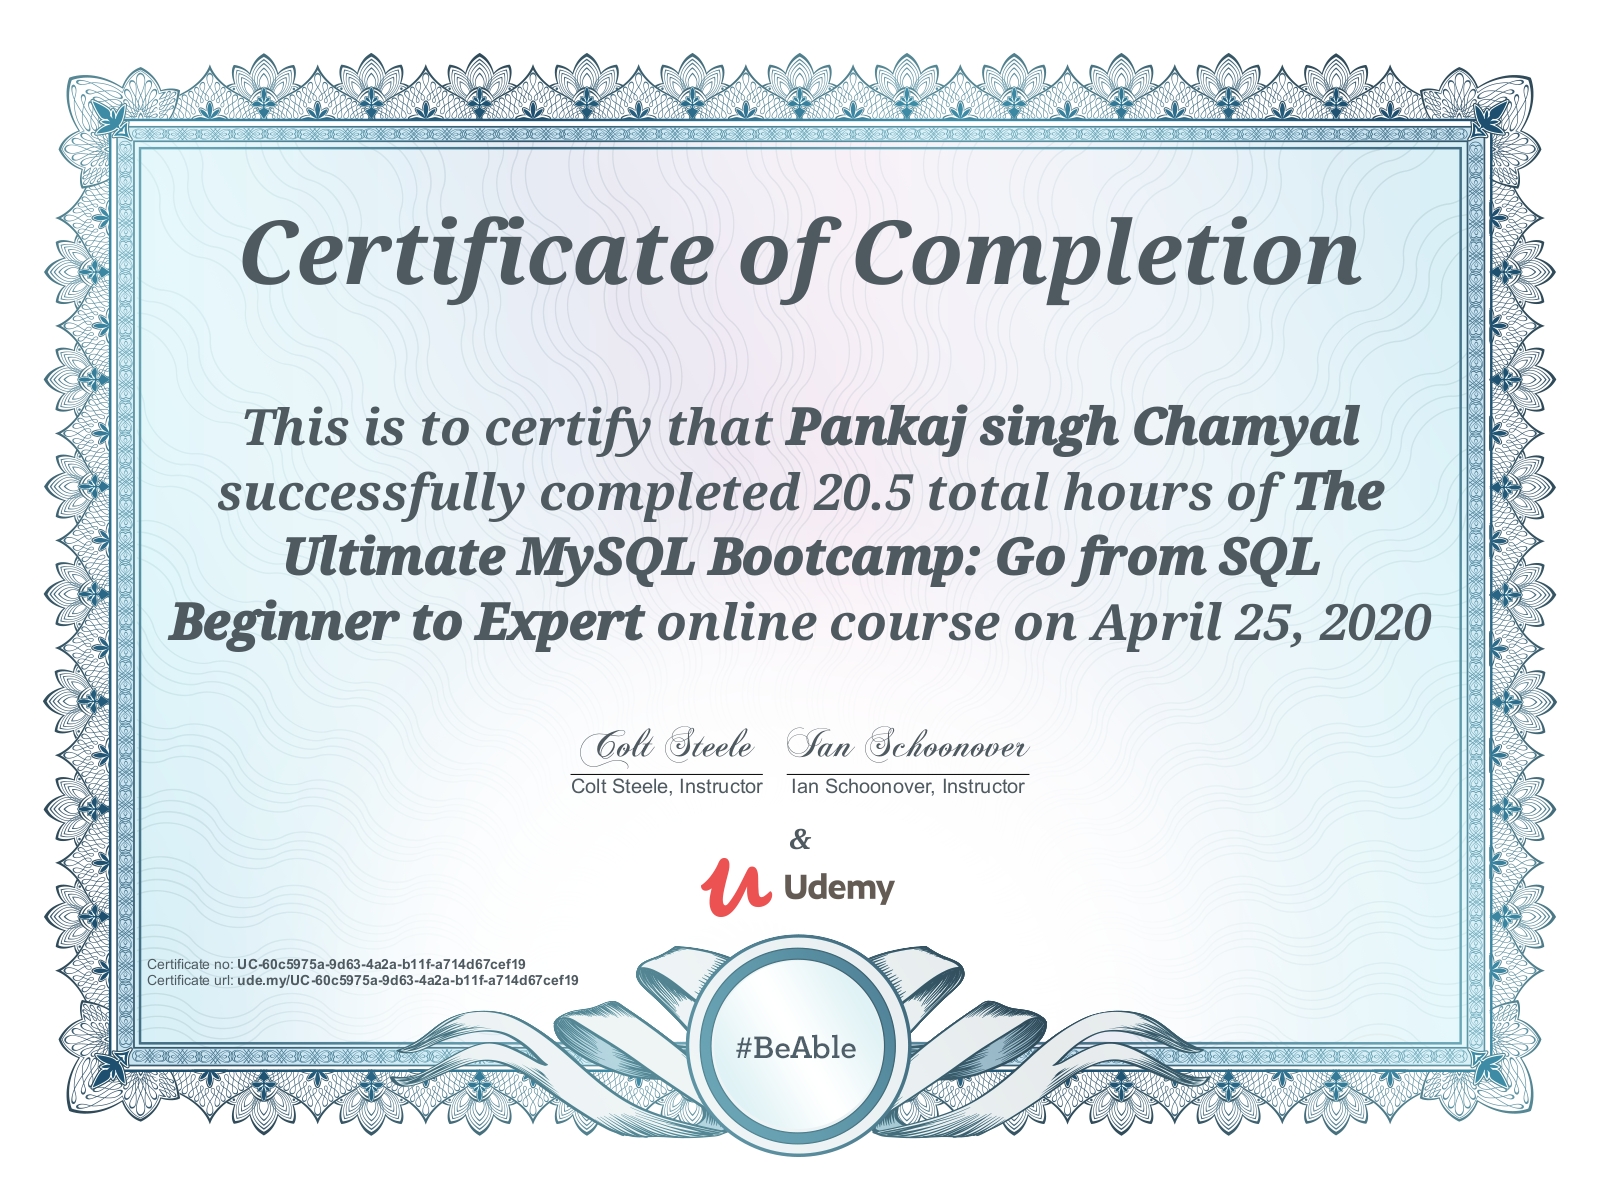 Certificate of Completion
This is to certify that Pankaj singh Chamyal
successfully completed 20.5 total hours of The
Ultimate MySQL Bootcamp: Go from SQL
Beginner to Expert online course on April 25, 2020
Colt Steele Ian Schoonover
Colt Steele, Instructor Ian Schoonover, Instructor
&
Udemy
Certificate no: UC-60c5975a-9d63-4a2a-b11f-a714d67cef19
Certificate url: ude.my/UC-60c5975a-9d63-4a2a-b11f-a714d67cef19
#BeAble